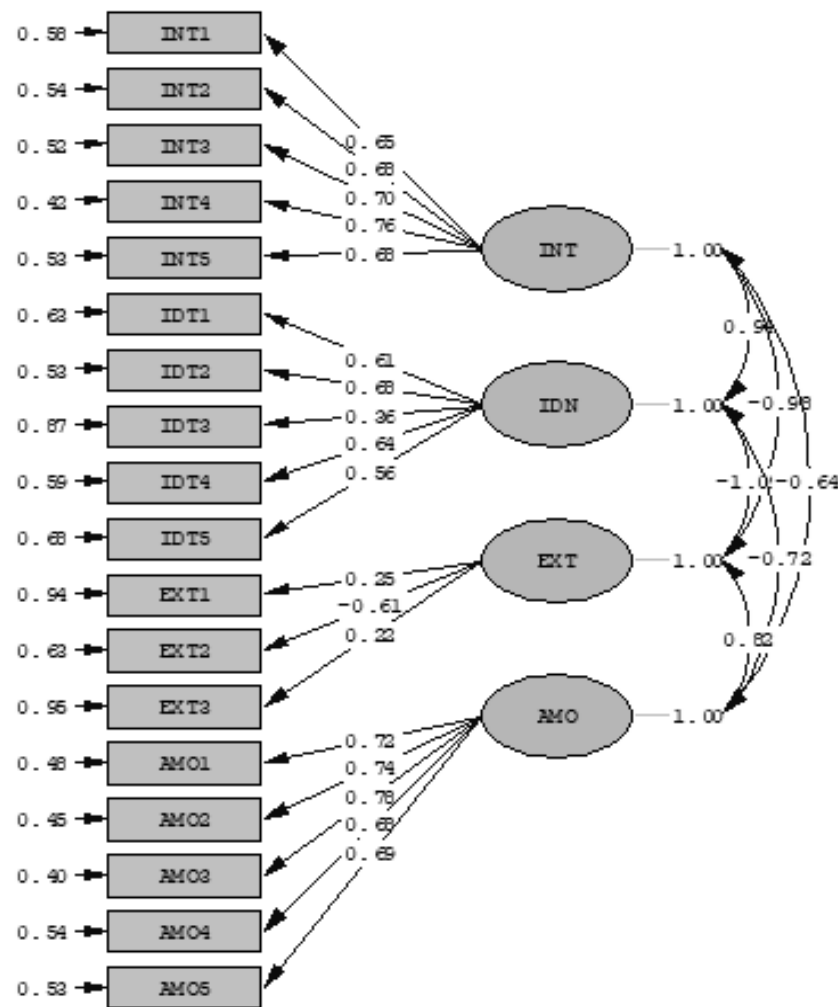 0.58 INT1
0.54 INT2
0.52 INT3
0.42 INT4
0.53 INT5
0.63 IDT1
0.53 IDT2
0.87 IDT3
0.59 IDT4
0.68 IDT5
0.94 EXT1
0.63 EXT2
0.95 EXT3
0.48 AMO1
0.45 AMO2
0.40 AMO3
0.54 AMO4
0.53 AMO5
0.65
0.68
0.70
0.76
0.68
0.61
0.68
0.36
0.64
0.56
0.25
-0.61
0.22
0.72
0.74
0.78
0.68
0.69
INT 1.00
IDN 1.00
EXT 1.00
AMO 1.00
-0.98
-0.64
-0.72
0.82